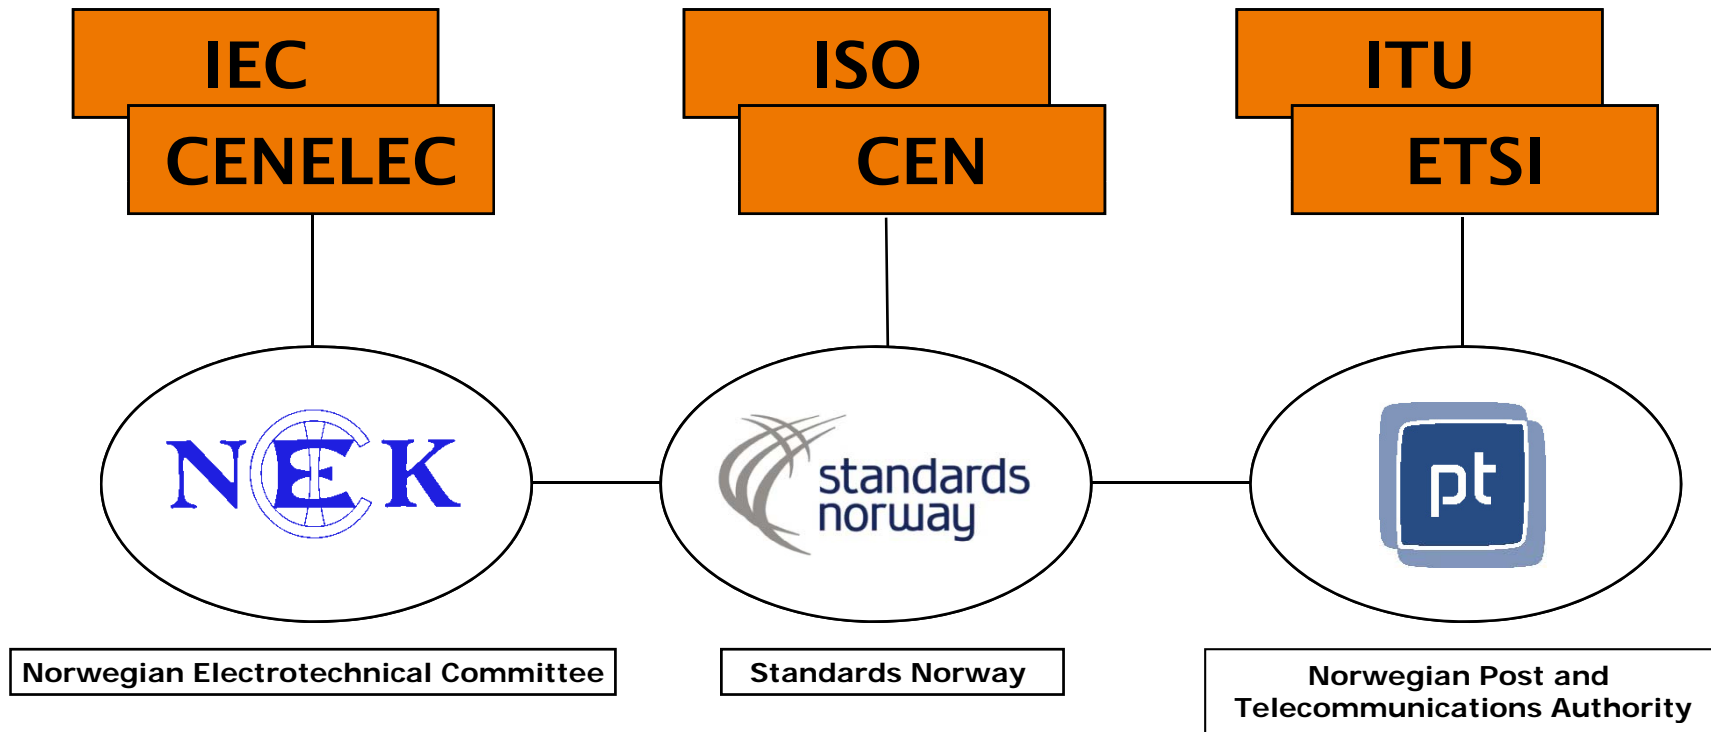 IEC
CENELEC
ISO
CEN
ITU
ETSI
NEK
standards
norway
pt
Norwegian Electrotechnical Committee
Standards Norway
Norwegian Post and
Telecommunications Authority